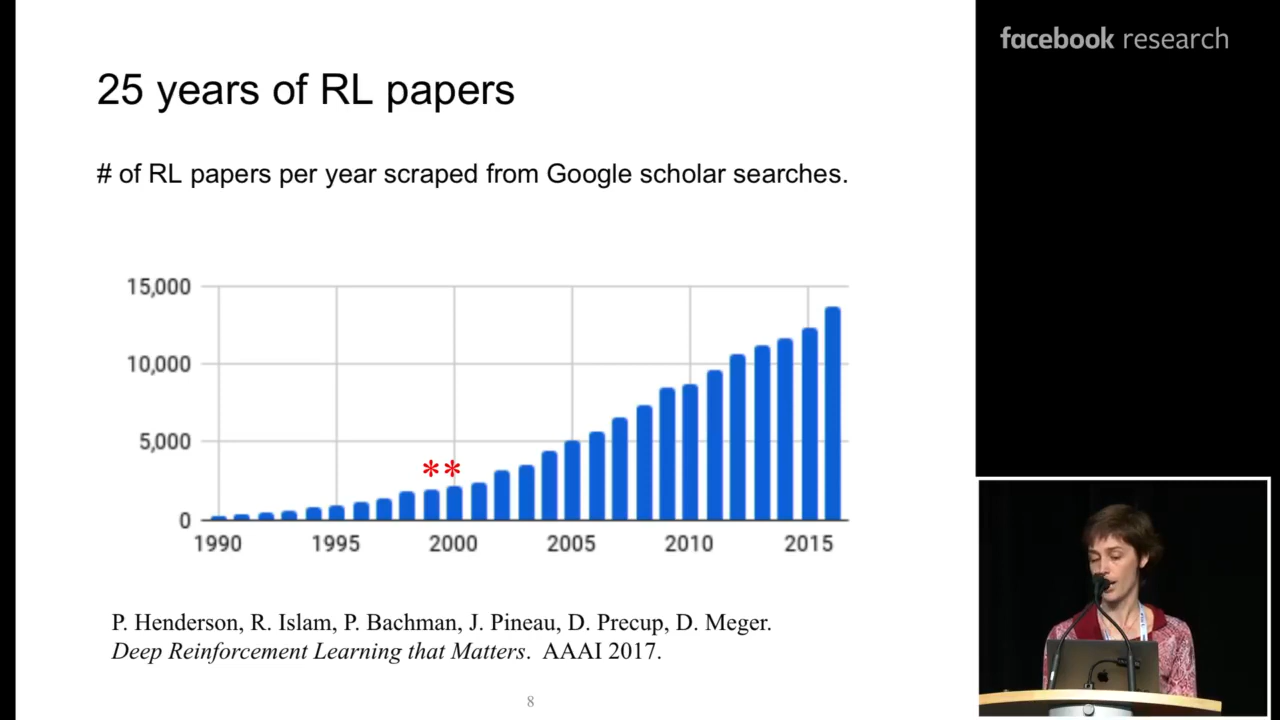 25 years of RL papers
# of RL papers per year scraped from Google scholar searches.
15,000
10,000
5,000
**
0
1990 1995 2000 2005 2010 2015
P. Henderson, R. Islam, P. Bachman, J. Pineau, D. Precup, D. Meger.
Deep Reinforcement Learning that Matters. AAAI 2017.
8
facebook research